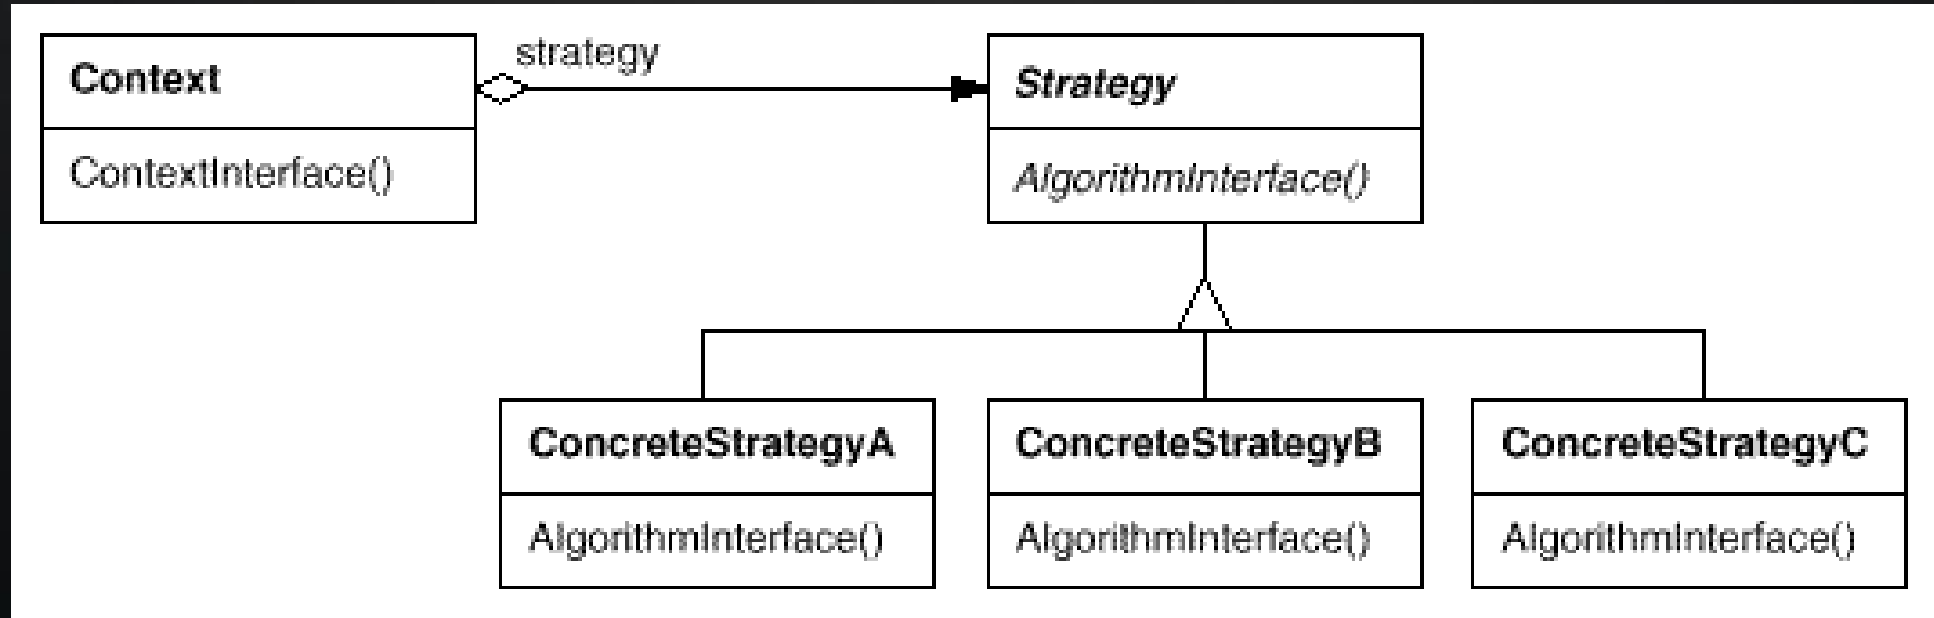 Context
ContextInterface()
strategy
Strategy
AlgorithmInterface()
ConcreteStrategyA
AlgorithmInterface()
ConcreteStrategyB
AlgorithmInterface()
ConcreteStrategyC
AlgorithmInterface()